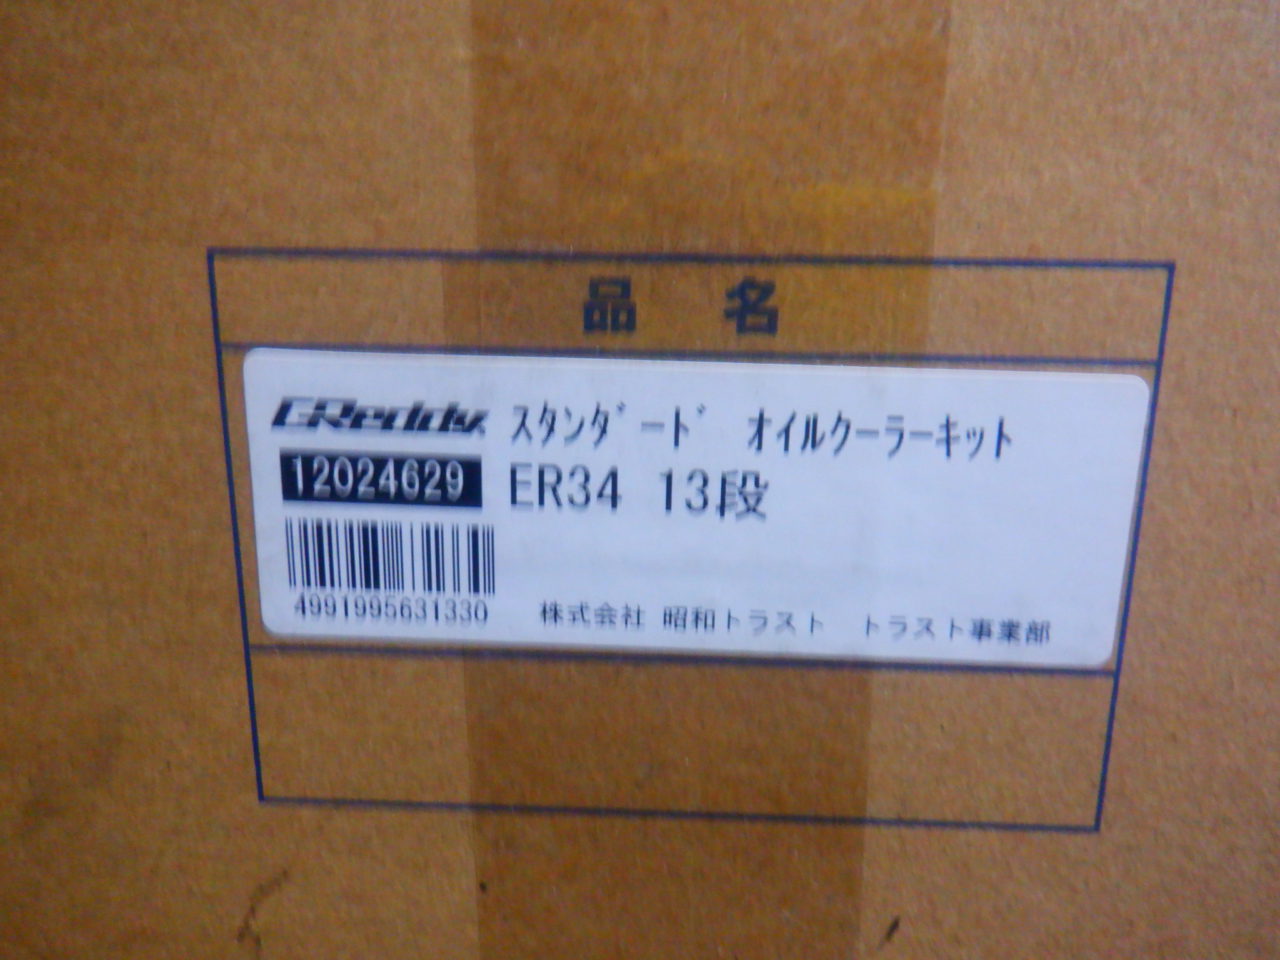 品名
GReddy ｽﾀﾝﾀﾞｰﾄﾞ ｵｲﾙｸｰﾗｰｷｯﾄ
12024629 ER34 13段
4991995631330 株式会社 昭和トラスト トラスト事業部